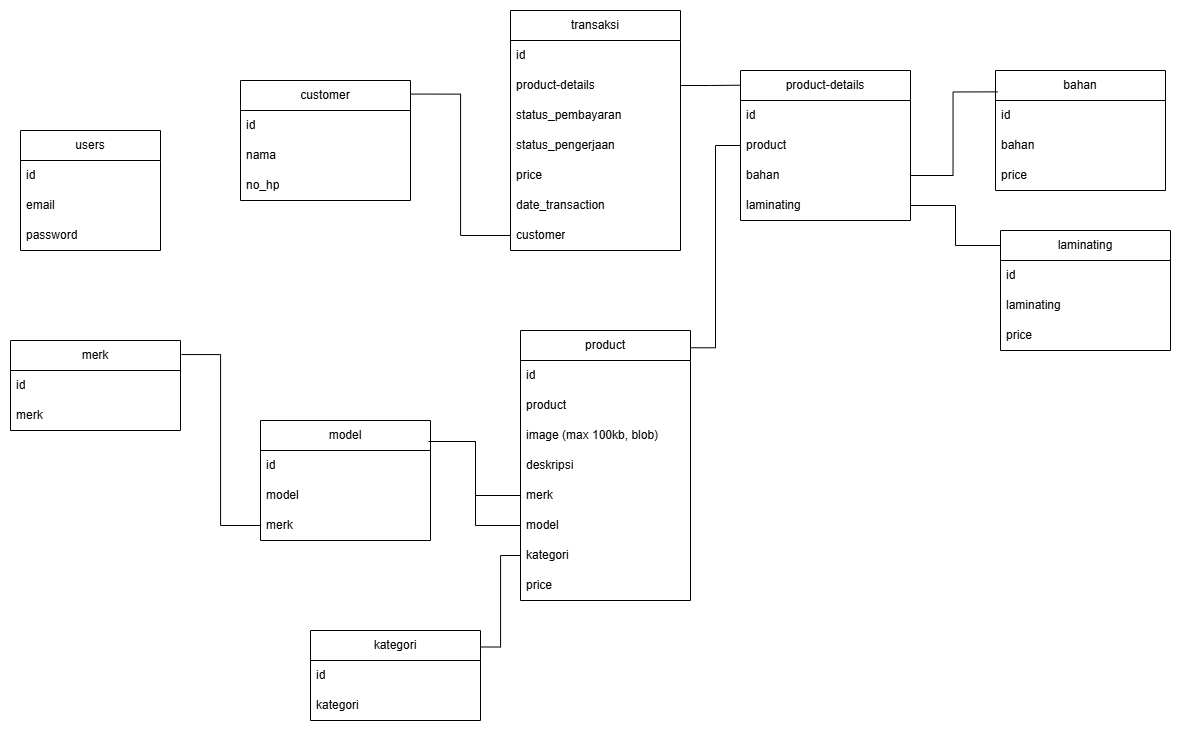 transaksi
id
product-details
status_pembayaran
status_pengerjaan
price
date_transaction
customer
customer
id
nama
no_hp
product-details
id
product
bahan
laminating
bahan
id
bahan
price
users
id
email
password
laminating
id
laminating
price
merk
id
merk
model
id
model
merk
product
id
product
image (max 100kb, blob)
deskripsi
merk
model
kategori
price
kategori
id
kategori